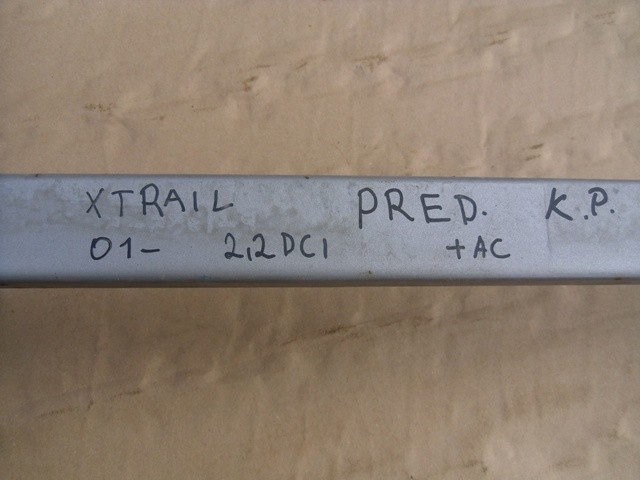 XTRAIL PRED. K.P.
01- 2,2DCI +AC